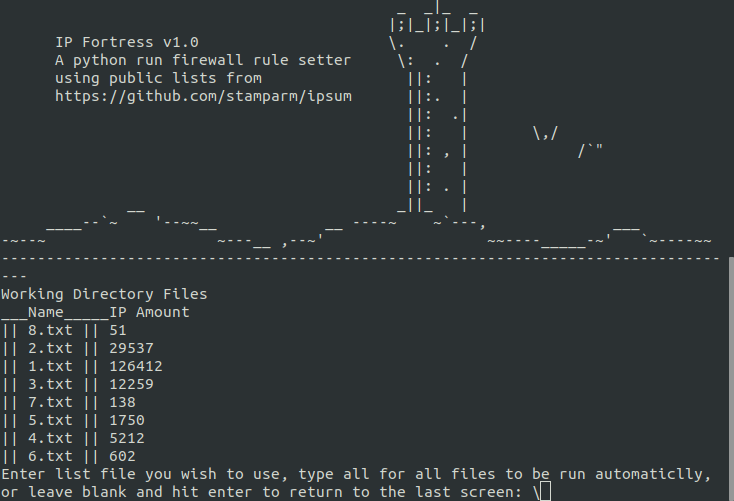 IP Fortress v1.0
A python run firewall rule setter
using public lists from
https://github.com/stamparm/ipsum
Working Directory Files
___Name_____IP Amount
|| 8.txt || 51
|| 2.txt || 29537
|| 1.txt || 126412
|| 3.txt || 12259
|| 7.txt || 138
|| 5.txt || 1750
|| 4.txt || 5212
|| 6.txt || 602
Enter list file you wish to use, type all for all files to be run automaticlly,
or leave blank and hit enter to return to the last screen: \